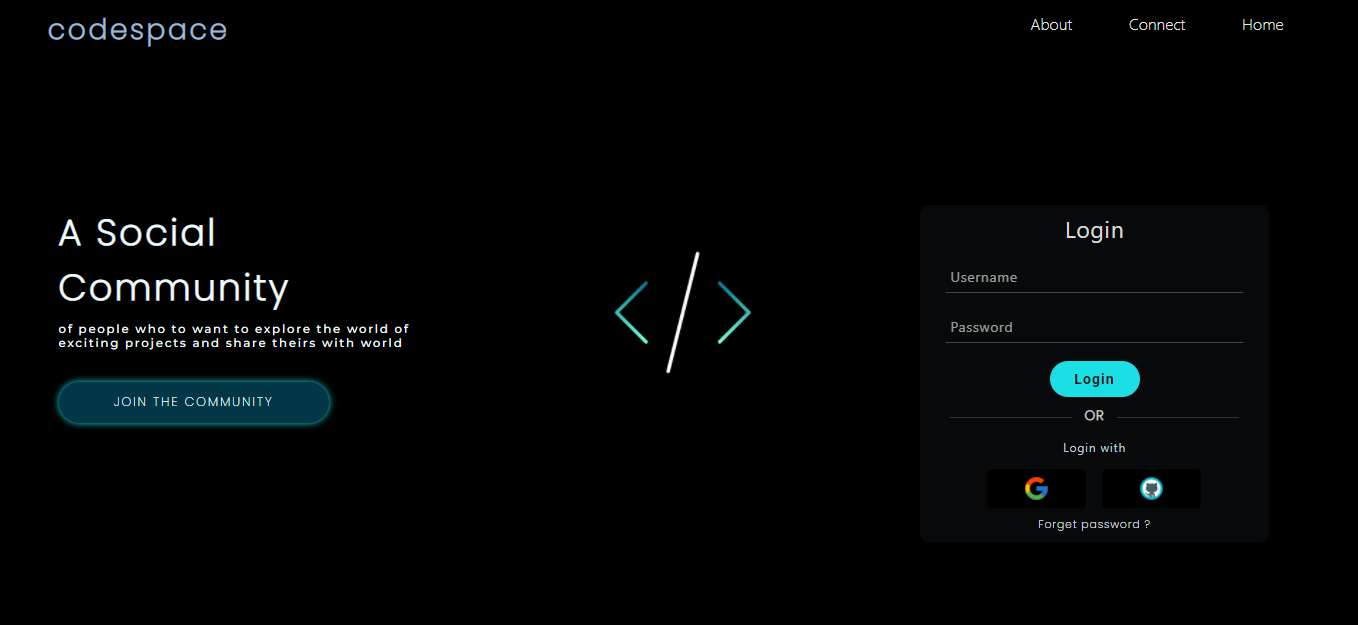 codespace
About Connect Home
A Social
Community
of people who to want to explore the world of
exciting projects and share theirs with world
JOIN THE COMMUNITY
Login
Username
Password
Login
OR
Login with
Forget password ?